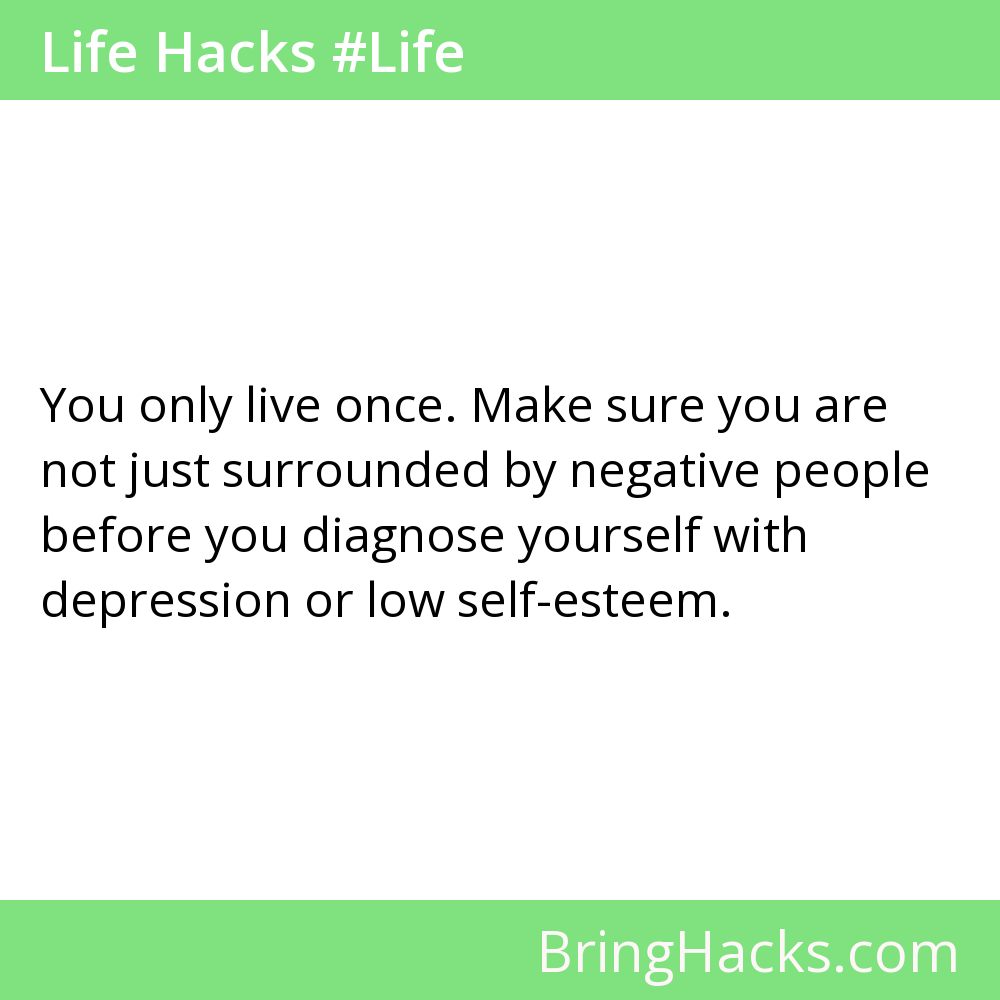 Life Hacks #Life
You only live once. Make sure you are
not just surrounded by negative people
before you diagnose yourself with
depression or low self-esteem.
BringHacks.com